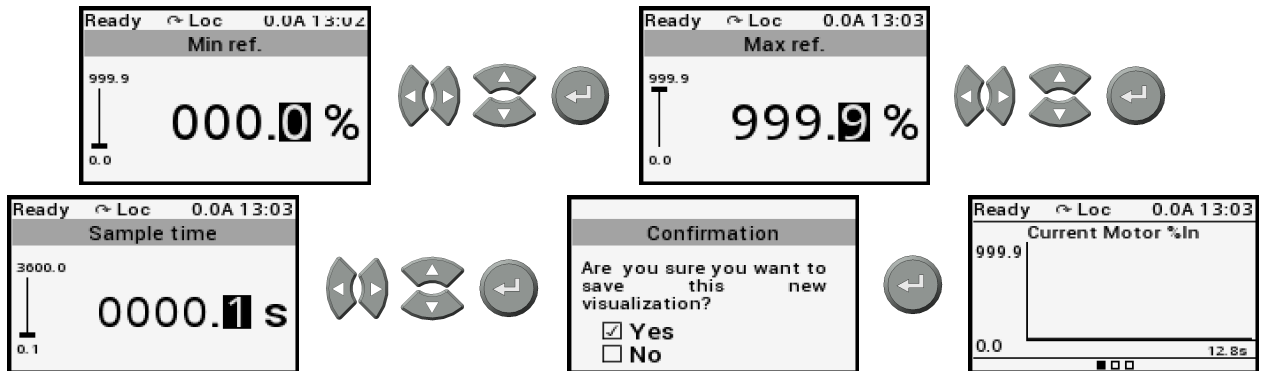 Ready ↷ Loc 0.0A 13:02
Min ref.
999.9
000.0 %
0.0
Ready ↷ Loc 0.0A 13:03
Max ref.
999.9
999.9 %
0.0
Ready ↷ Loc 0.0A 13:03
Sample time
3600.0
0000.1 s
0.1
Confirmation
Are you sure you want to
save this new
visualization?
☑ Yes
☐ No
Ready ↷ Loc 0.0A 13:03
Current Motor %In
999.9
0.0
12.8s